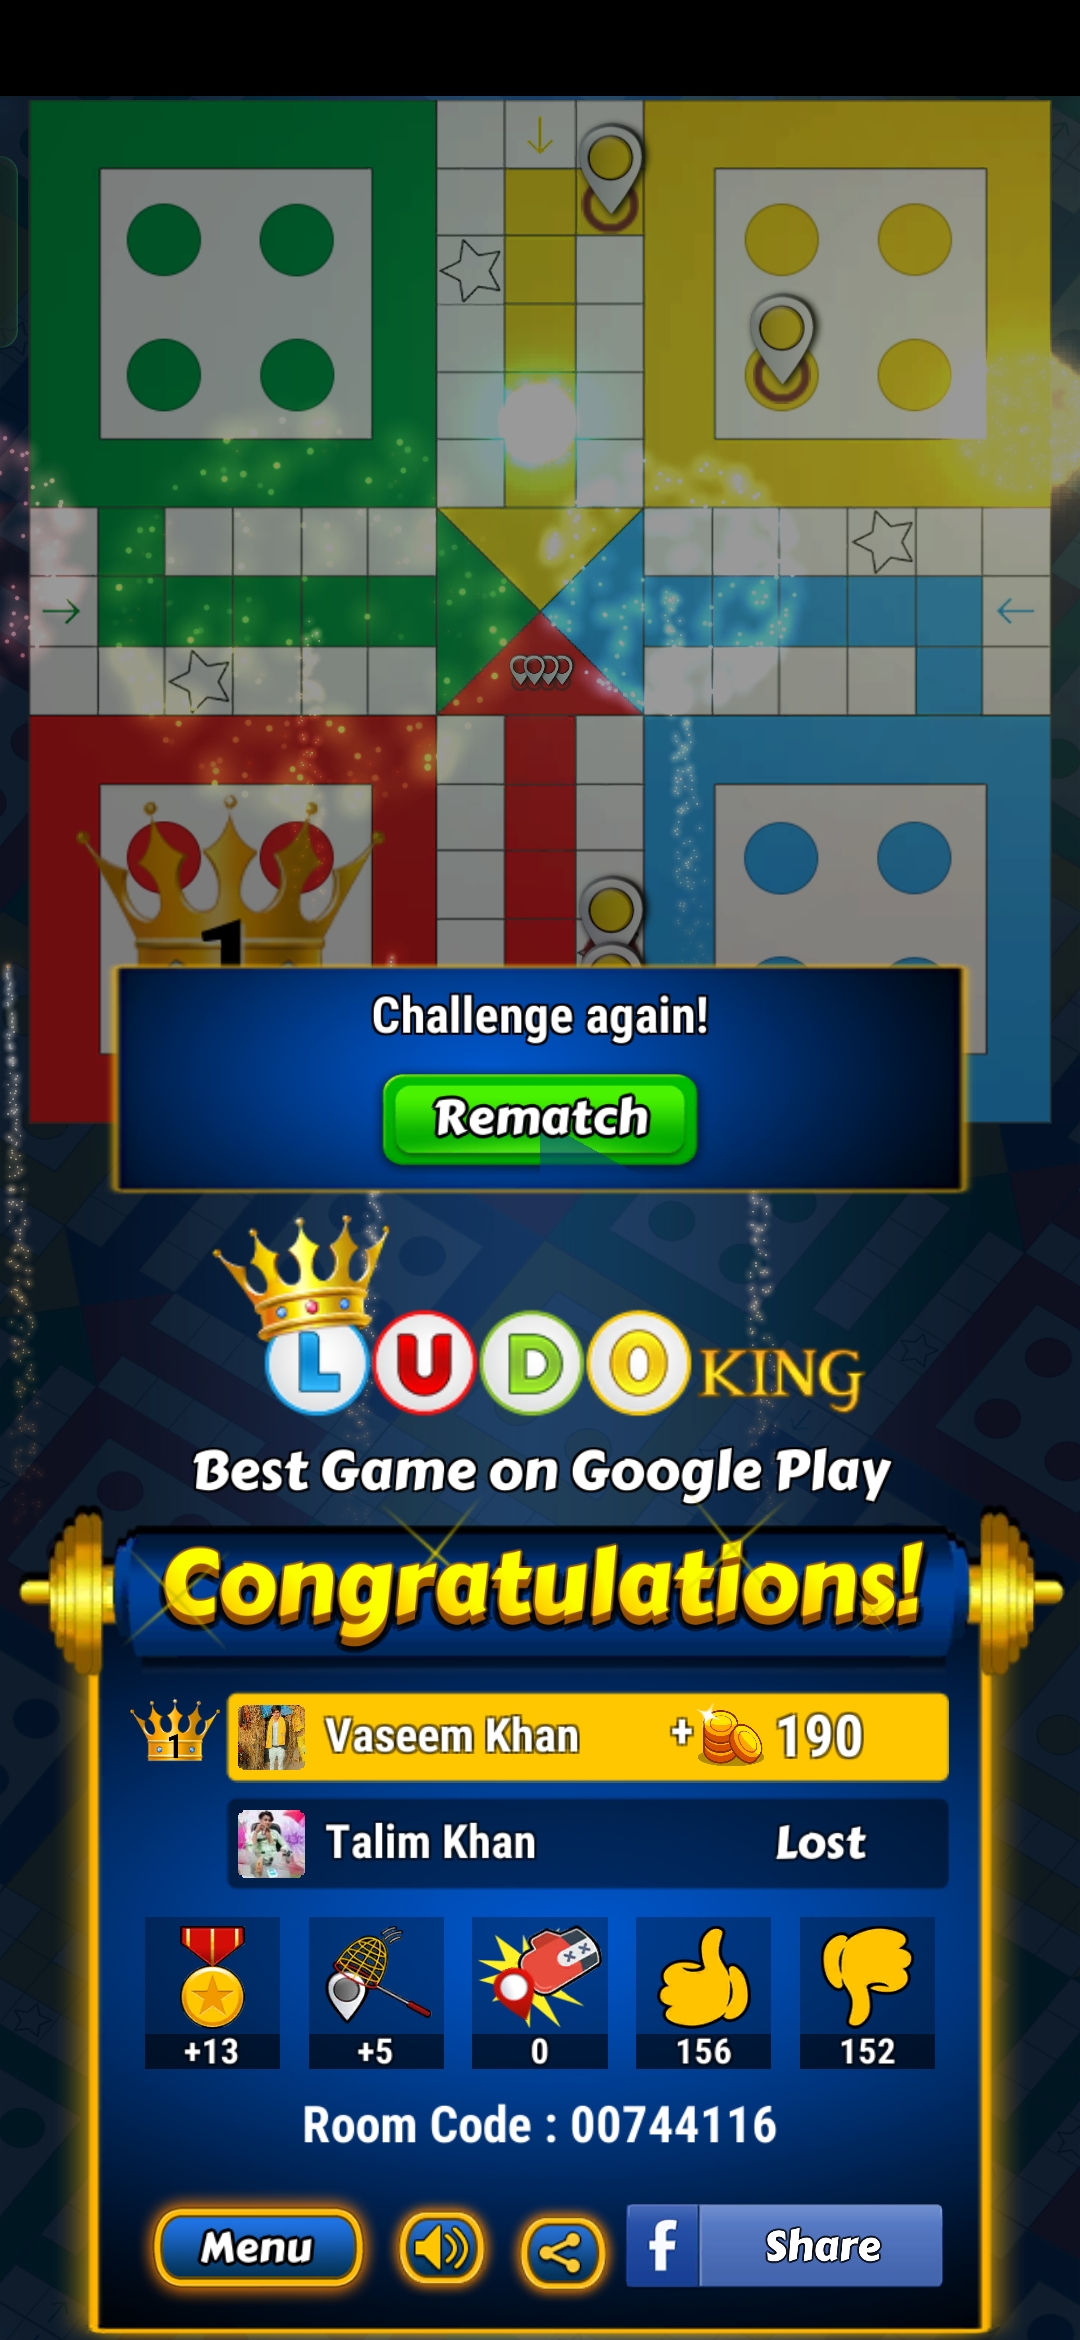 1
Challenge again!
Rematch
LUDO KING
Best Game on Google Play
Congratulations!
1 Vaseem Khan + 190
Talim Khan Lost
+13 +5 0 156 152
Room Code : 00744116
Menu f Share